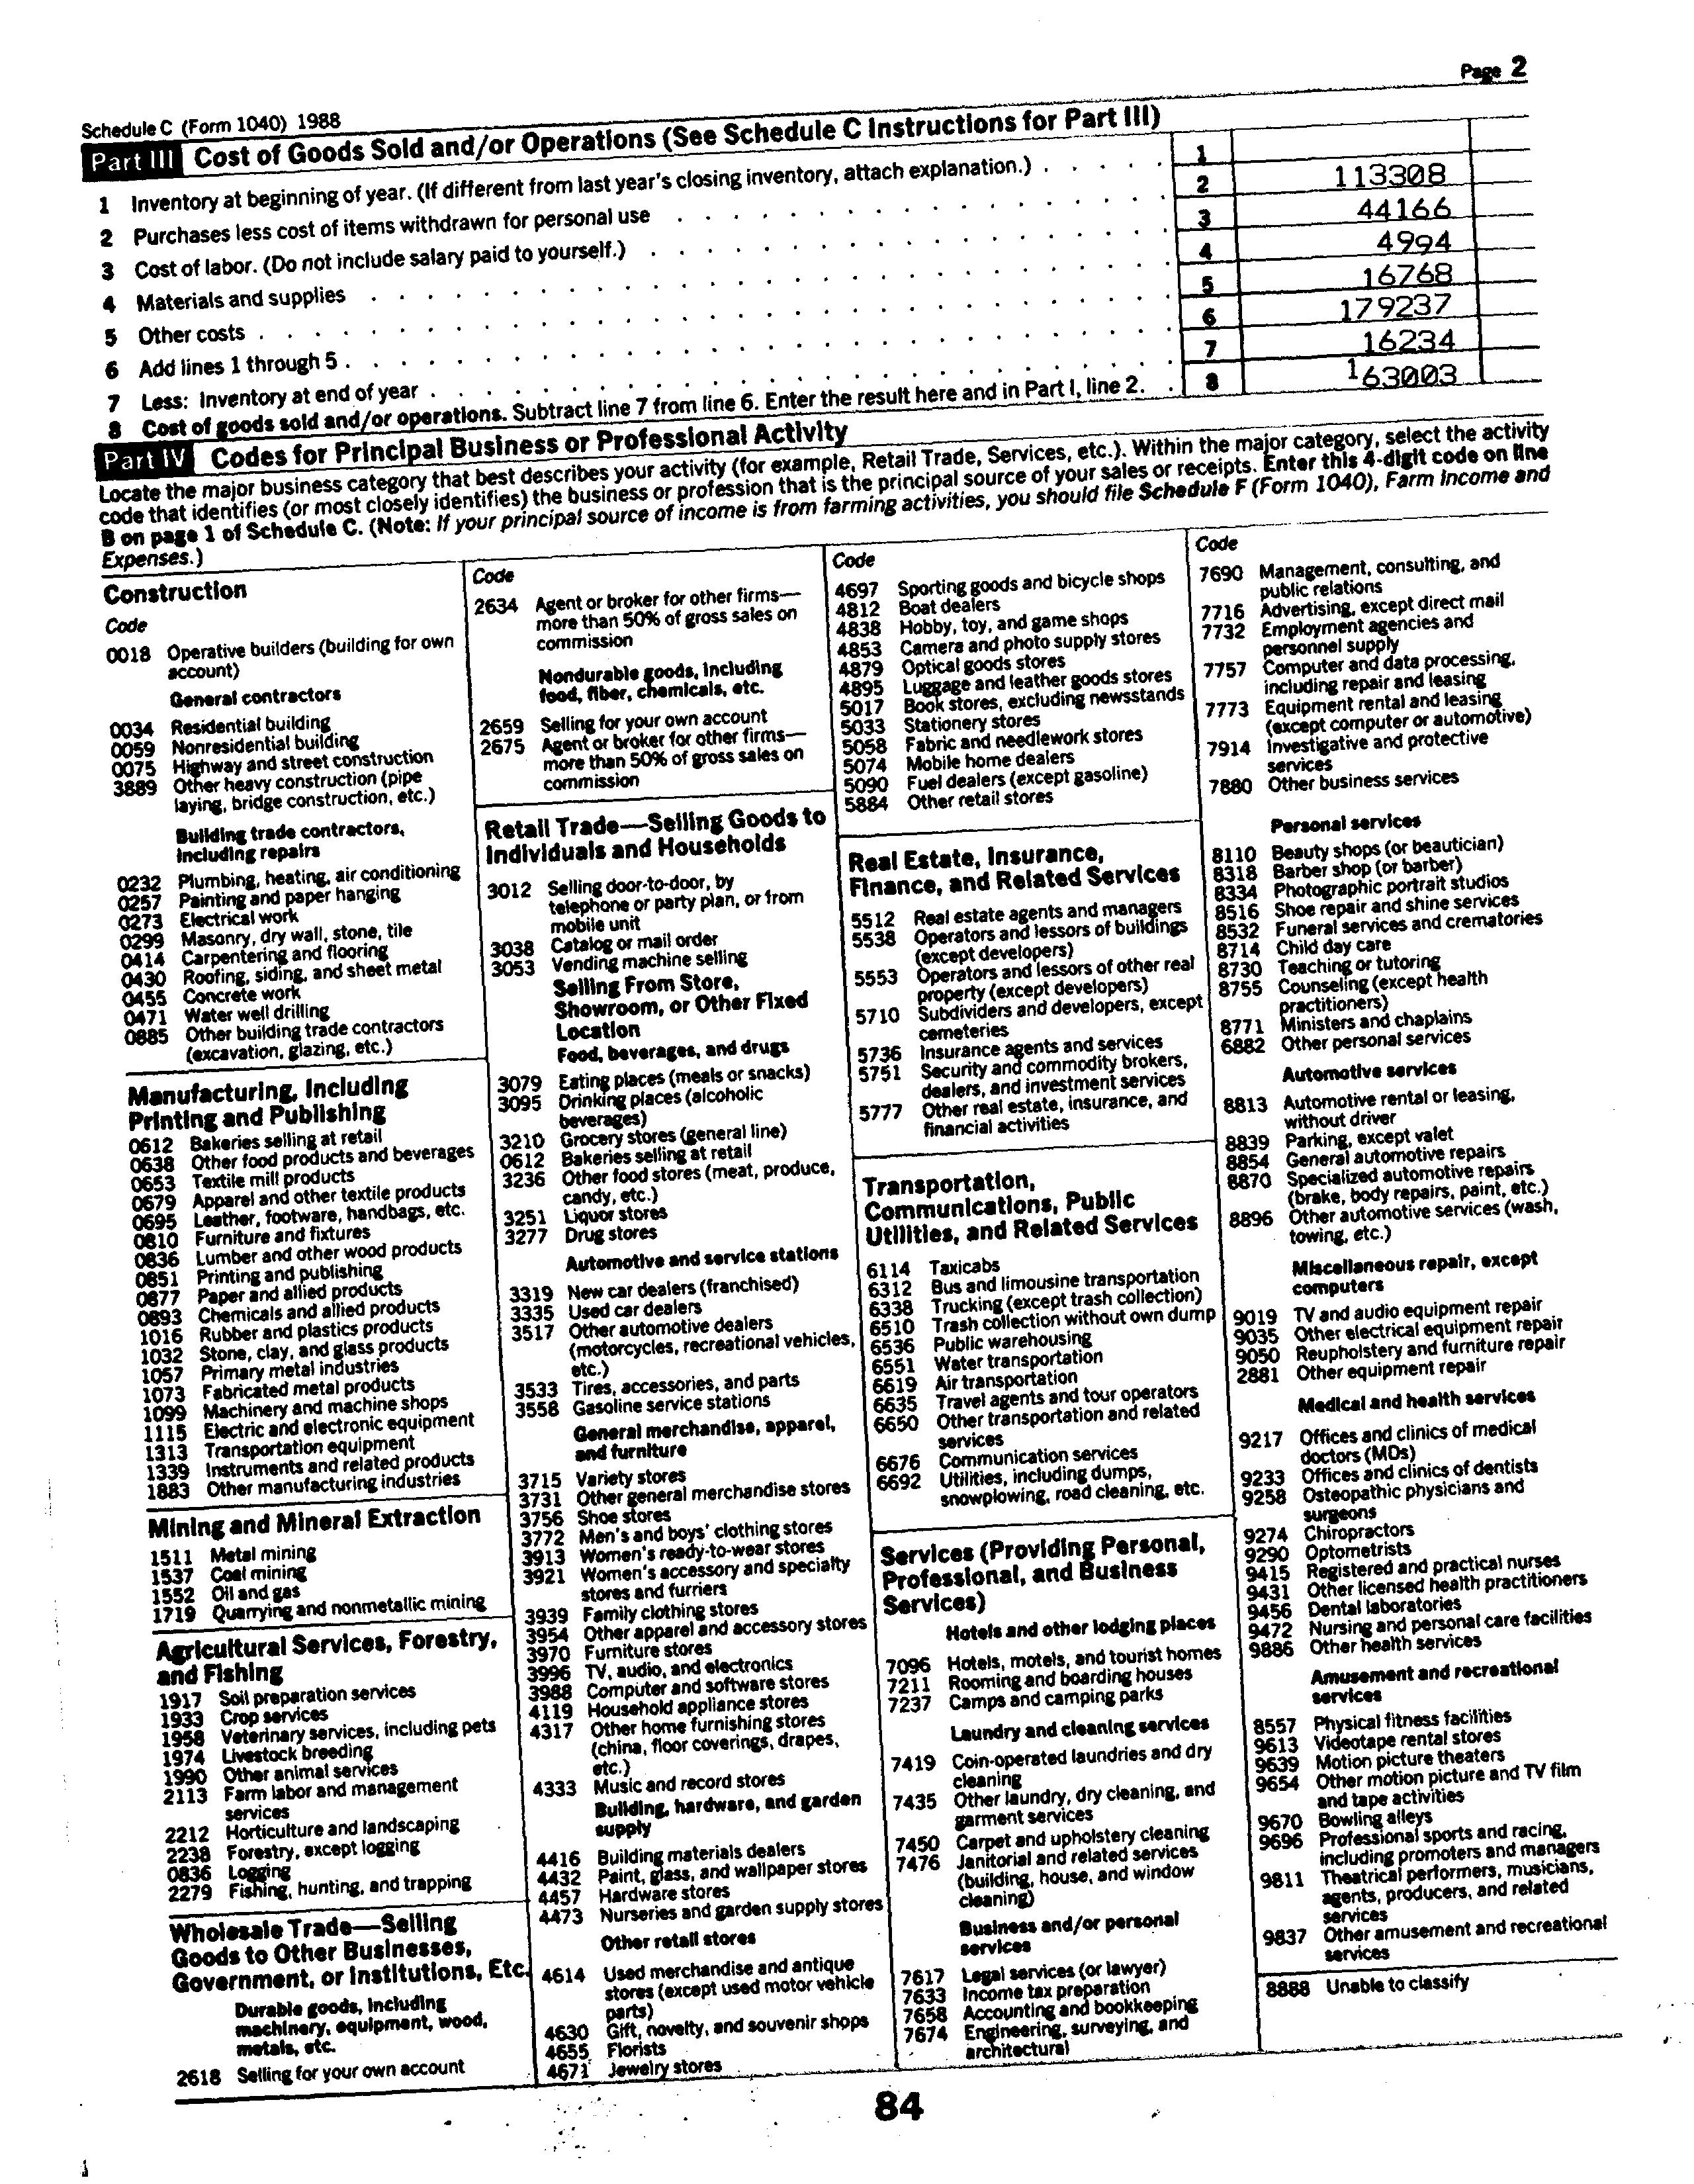 Page 2
Schedule C (Form 1040) 1988
Part III Cost of Goods Sold and/or Operations (See Schedule C Instructions for Part III)
1 Inventory at beginning of year. (If different from last year's closing inventory, attach explanation.) . . . . . 1
2 Purchases less cost of items withdrawn for personal use 2 113308
3 Cost of labor. (Do not include salary paid to yourself.) 3 44166
4 Materials and supplies 4 4994
5 Other costs 5 16768
6 Add lines 1 through 5 6 179237
7 Less: Inventory at end of year 7 16234
8 Cost of goods sold and/or operations. Subtract line 7 from line 6. Enter the result here and in Part I, line 2. . 8 163003
Part IV Codes for Principal Business or Professional Activity
Locate the major business category that best describes your activity (for example, Retail Trade, Services, etc.). Within the major category, select the activity
code that identifies (or most closely identifies) the business or profession that is the principal source of your sales or receipts. Enter this 4-digit code on line
B on page 1 of Schedule C. (Note: If your principal source of income is from farming activities, you should file Schedule F (Form 1040), Farm Income and
Expenses.)
Construction
Code
0018 Operative builders (building for own
account)
General contractors
0034 Residential building
0059 Nonresidential building
0075 Highway and street construction
3889 Other heavy construction (pipe
laying, bridge construction, etc.)
Building trade contractors,
including repairs
0232 Plumbing, heating, air conditioning
0257 Painting and paper hanging
0273 Electrical work
0299 Masonry, dry wall, stone, tile
0414 Carpentering and flooring
0430 Roofing, siding, and sheet metal
0455 Concrete work
0471 Water well drilling
0885 Other building trade contractors
(excavation, glazing, etc.)
Manufacturing, Including
Printing and Publishing
0612 Bakeries selling at retail
0638 Other food products and beverages
0653 Textile mill products
0679 Apparel and other textile products
0695 Leather, footware, handbags, etc.
0810 Furniture and fixtures
0836 Lumber and other wood products
0851 Printing and publishing
0877 Paper and allied products
0893 Chemicals and allied products
1016 Rubber and plastics products
1032 Stone, clay, and glass products
1057 Primary metal industries
1073 Fabricated metal products
1099 Machinery and machine shops
1115 Electric and electronic equipment
1313 Transportation equipment
1339 Instruments and related products
1883 Other manufacturing industries
Mining and Mineral Extraction
1511 Metal mining
1537 Coal mining
1552 Oil and gas
1719 Quarrying and nonmetallic mining
Agricultural Services, Forestry,
and Fishing
1917 Soil preparation services
1933 Crop services
1958 Veterinary services, including pets
1974 Livestock breeding
1990 Other animal services
2113 Farm labor and management
services
2212 Horticulture and landscaping
2238 Forestry, except logging
0836 Logging
2279 Fishing, hunting, and trapping
Wholesale Trade—Selling
Goods to Other Businesses,
Government, or Institutions, Etc.
Durable goods, including
machinery, equipment, wood,
metals, etc.
2618 Selling for your own account
Code
2634 Agent or broker for other firms—
more than 50% of gross sales on
commission
Nondurable goods, including
food, fiber, chemicals, etc.
2659 Selling for your own account
2675 Agent or broker for other firms—
more than 50% of gross sales on
commission
Retail Trade—Selling Goods to
Individuals and Households
3012 Selling door-to-door, by
telephone or party plan, or from
mobile unit
3038 Catalog or mail order
3053 Vending machine selling
Selling From Store,
Showroom, or Other Fixed
Location
Food, beverages, and drugs
3079 Eating places (meals or snacks)
3095 Drinking places (alcoholic
beverages)
3210 Grocery stores (general line)
0612 Bakeries selling at retail
3236 Other food stores (meat, produce,
candy, etc.)
3251 Liquor stores
3277 Drug stores
Automotive and service stations
3319 New car dealers (franchised)
3335 Used car dealers
3517 Other automotive dealers
(motorcycles, recreational vehicles,
etc.)
3533 Tires, accessories, and parts
3558 Gasoline service stations
General merchandise, apparel,
and furniture
3715 Variety stores
3731 Other general merchandise stores
3756 Shoe stores
3772 Men's and boys' clothing stores
3913 Women's ready-to-wear stores
3921 Women's accessory and specialty
stores and furriers
3939 Family clothing stores
3954 Other apparel and accessory stores
3970 Furniture stores
3996 TV, audio, and electronics
3988 Computer and software stores
4119 Household appliance stores
4317 Other home furnishing stores
(china, floor coverings, drapes,
etc.)
4333 Music and record stores
Building, hardware, and garden
supply
4416 Building materials dealers
4432 Paint, glass, and wallpaper stores
4457 Hardware stores
4473 Nurseries and garden supply stores
Other retail stores
4614 Used merchandise and antique
stores (except used motor vehicle
parts)
4630 Gift, novelty, and souvenir shops
4655 Florists
4671 Jewelry stores
Code
4697 Sporting goods and bicycle shops
4812 Boat dealers
4838 Hobby, toy, and game shops
4853 Camera and photo supply stores
4879 Optical goods stores
4895 Luggage and leather goods stores
5017 Book stores, excluding newsstands
5033 Stationery stores
5058 Fabric and needlework stores
5074 Mobile home dealers
5090 Fuel dealers (except gasoline)
5884 Other retail stores
Real Estate, Insurance,
Finance, and Related Services
5512 Real estate agents and managers
5538 Operators and lessors of buildings
(except developers)
5553 Operators and lessors of other real
property (except developers)
5710 Subdividers and developers, except
cemeteries
5736 Insurance agents and services
5751 Security and commodity brokers,
dealers, and investment services
5777 Other real estate, insurance, and
financial activities
Transportation,
Communications, Public
Utilities, and Related Services
6114 Taxicabs
6312 Bus and limousine transportation
6338 Trucking (except trash collection)
6510 Trash collection without own dump
6536 Public warehousing
6551 Water transportation
6619 Air transportation
6635 Travel agents and tour operators
6650 Other transportation and related
services
6676 Communication services
6692 Utilities, including dumps,
snowplowing, road cleaning, etc.
Services (Providing Personal,
Professional, and Business
Services)
Hotels and other lodging places
7096 Hotels, motels, and tourist homes
7211 Rooming and boarding houses
7237 Camps and camping parks
Laundry and cleaning services
7419 Coin-operated laundries and dry
cleaning
7435 Other laundry, dry cleaning, and
garment services
7450 Carpet and upholstery cleaning
7476 Janitorial and related services
(building, house, and window
cleaning)
Business and/or personal
services
7617 Legal services (or lawyer)
7633 Income tax preparation
7658 Accounting and bookkeeping
7674 Engineering, surveying, and
architectural
Code
7690 Management, consulting, and
public relations
7716 Advertising, except direct mail
7732 Employment agencies and
personnel supply
7757 Computer and data processing,
including repair and leasing
7773 Equipment rental and leasing
(except computer or automotive)
7914 Investigative and protective
services
7880 Other business services
Personal services
8110 Beauty shops (or beautician)
8318 Barber shop (or barber)
8334 Photographic portrait studios
8516 Shoe repair and shine services
8532 Funeral services and crematories
8714 Child day care
8730 Teaching or tutoring
8755 Counseling (except health
practitioners)
8771 Ministers and chaplains
6882 Other personal services
Automotive services
8813 Automotive rental or leasing,
without driver
8839 Parking, except valet
8854 General automotive repairs
8870 Specialized automotive repairs
(brake, body repairs, paint, etc.)
8896 Other automotive services (wash,
towing, etc.)
Miscellaneous repair, except
computers
9019 TV and audio equipment repair
9035 Other electrical equipment repair
9050 Reupholstery and furniture repair
2881 Other equipment repair
Medical and health services
9217 Offices and clinics of medical
doctors (MDs)
9233 Offices and clinics of dentists
9258 Osteopathic physicians and
surgeons
9274 Chiropractors
9290 Optometrists
9415 Registered and practical nurses
9431 Other licensed health practitioners
9456 Dental laboratories
9472 Nursing and personal care facilities
9886 Other health services
Amusement and recreational
services
8557 Physical fitness facilities
9613 Videotape rental stores
9639 Motion picture theaters
9654 Other motion picture and TV film
and tape activities
9670 Bowling alleys
9696 Professional sports and racing,
including promoters and managers
9811 Theatrical performers, musicians,
agents, producers, and related
services
9837 Other amusement and recreational
services
8888 Unable to classify
84